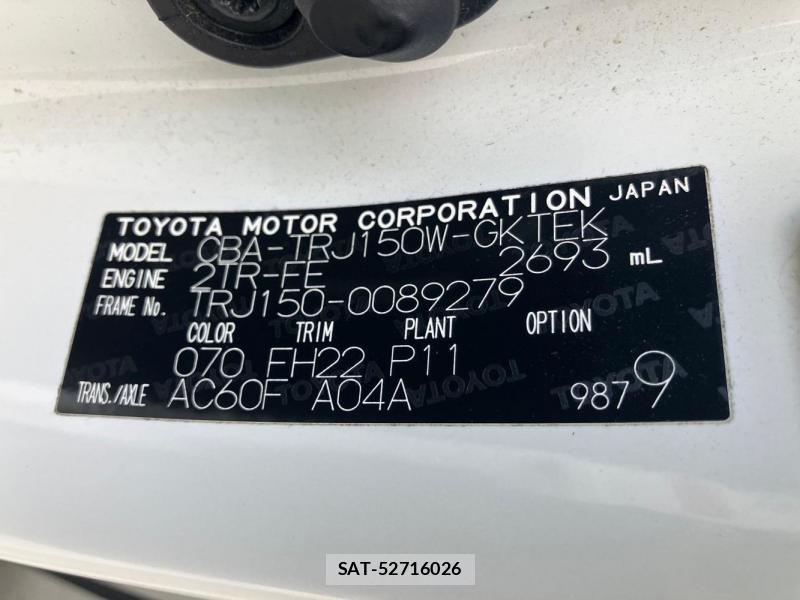 TOYOTA MOTOR CORPORATION JAPAN
MODEL CBA-TRJ150W-GKTEK
ENGINE 2TR-FE 2693 mL
FRAME No. TRJ150-0089279
COLOR TRIM PLANT OPTION
070 FH22 P11
TRANS./AXLE AC60F A04A 9879
SAT-52716026